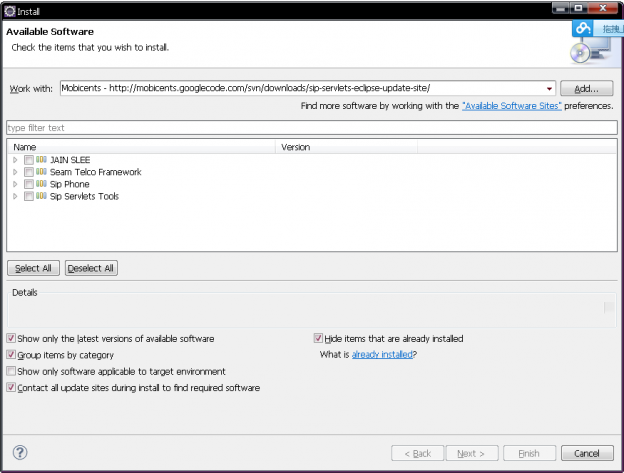 Install
Available Software
Check the items that you wish to install.
拖拽上
Work with: Mobicents - http://mobicents.googlecode.com/svn/downloads/sip-servlets-eclipse-update-site/ Add...
Find more software by working with the "Available Software Sites" preferences.
type filter text
Name Version
JAIN SLEE
Seam Telco Framework
Sip Phone
Sip Servlets Tools
Select All Deselect All
Details
Show only the latest versions of available software Hide items that are already installed
Group items by category What is already installed?
Show only software applicable to target environment
Contact all update sites during install to find required software
? < Back Next > Finish Cancel